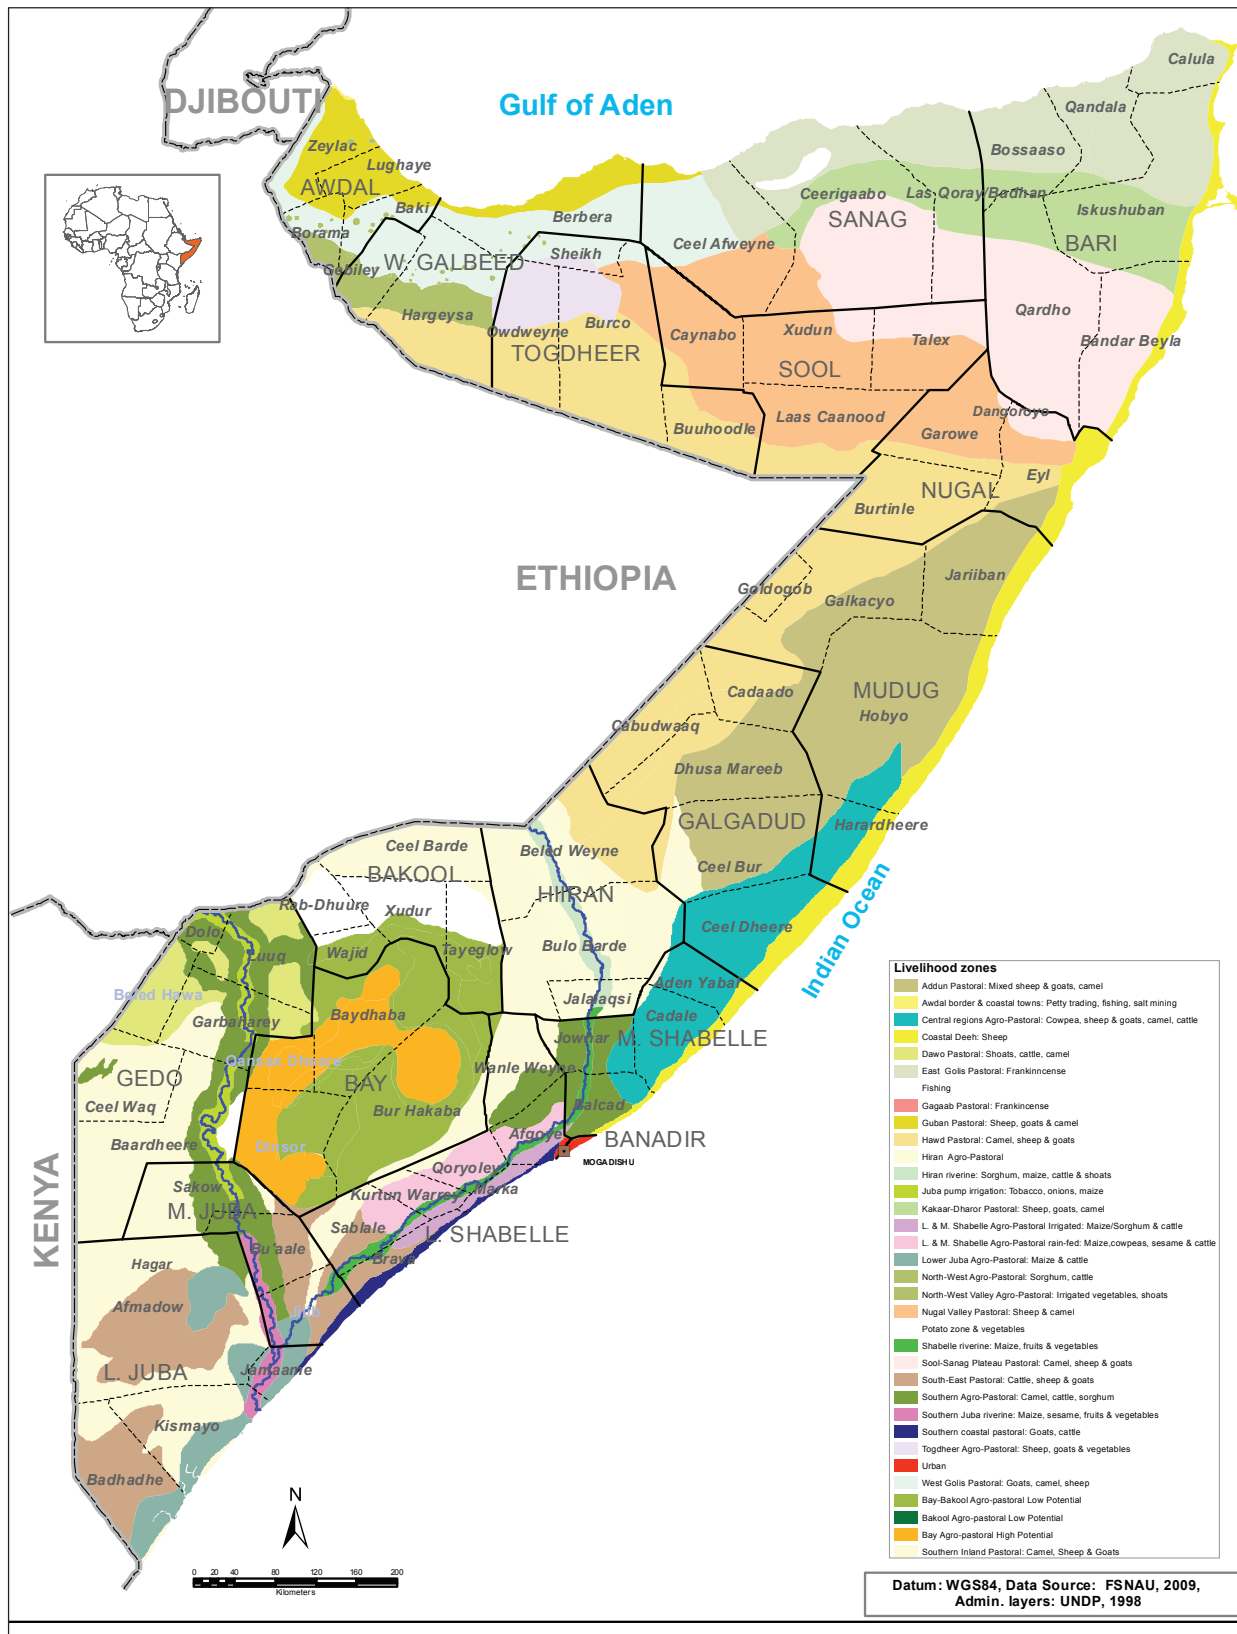 Calula
DJIBOUTI
Gulf of Aden
Qandala
Zeylac
Bossaaso
Lughaye
AWDAL
Ceerigaabo
Las Qoray/Badhan
Baki
Iskushuban
Berbera
SANAG
Borama
Ceel Afweyne
BARI
Sheikh
W. GALBEED
Gebiley
Qardho
Hargeysa
Burco
Owdweyne
Caynabo
Xudun
Talex
Bandar Beyla
TOGDHEER
SOOL
Dangoroyo
Laas Caanood
Buuhoodle
Garowe
Eyl
NUGAL
Burtinle
ETHIOPIA
Jariiban
Goldogob
Galkacyo
MUDUG
Cadaado
Hobyo
Cabudwaaq
Dhusa Mareeb
GALGADUD
Harardheere
Ceel Barde
Beled Weyne
BAKOOL
Ceel Bur
HIIRAN
Rab-Dhuure
Xudur
Indian Ocean
Ceel Dheere
Dolo
Luuq
Wajid
Tayeglow
Bulo Barde
Aden Yabal
Beled Hawa
Jalalaqsi
Garbaharey
Baydhaba
Cadale
Jowhar
M. SHABELLE
Qansax Dheere
Wanle Weyne
GEDO
BAY
Ceel Waq
Bur Hakaba
Balcad
Afgoye
BANADIR
Baardheere
Dinsor
MOGADISHU
Qoryoley
KENYA
Sakow
Kurtun Warrey
Marka
M. JUBA
Sablale
L. SHABELLE
Bu'aale
Brava
Hagar
Afmadow
Jilib
L. JUBA
Jamaame
Kismayo
Badhadhe
N
0 20 40 80 120 160 200
Kilometers
Livelihood zones
Addun Pastoral: Mixed sheep & goats, camel
Awdal border & coastal towns: Petty trading, fishing, salt mining
Central regions Agro-Pastoral: Cowpea, sheep & goats, camel, cattle
Coastal Deeh: Sheep
Dawo Pastoral: Shoats, cattle, camel
East Golis Pastoral: Frankinncense
Fishing
Gagaab Pastoral: Frankincense
Guban Pastoral: Sheep, goats & camel
Hawd Pastoral: Camel, sheep & goats
Hiran Agro-Pastoral
Hiran riverine: Sorghum, maize, cattle & shoats
Juba pump irrigation: Tobacco, onions, maize
Kakaar-Dharor Pastoral: Sheep, goats, camel
L. & M. Shabelle Agro-Pastoral Irrigated: Maize/Sorghum & cattle
L. & M. Shabelle Agro-Pastoral rain-fed: Maize,cowpeas, sesame & cattle
Lower Juba Agro-Pastoral: Maize & cattle
North-West Agro-Pastoral: Sorghum, cattle
North-West Valley Agro-Pastoral: Irrigated vegetables, shoats
Nugal Valley Pastoral: Sheep & camel
Potato zone & vegetables
Shabelle riverine: Maize, fruits & vegetables
Sool-Sanag Plateau Pastoral: Camel, sheep & goats
South-East Pastoral: Cattle, sheep & goats
Southern Agro-Pastoral: Camel, cattle, sorghum
Southern Juba riverine: Maize, sesame, fruits & vegetables
Southern coastal pastoral: Goats, cattle
Togdheer Agro-Pastoral: Sheep, goats & vegetables
Urban
West Golis Pastoral: Goats, camel, sheep
Bay-Bakool Agro-pastoral Low Potential
Bakool Agro-pastoral Low Potential
Bay Agro-pastoral High Potential
Southern Inland Pastoral: Camel, Sheep & Goats
Datum: WGS84, Data Source: FSNAU, 2009,
Admin. layers: UNDP, 1998